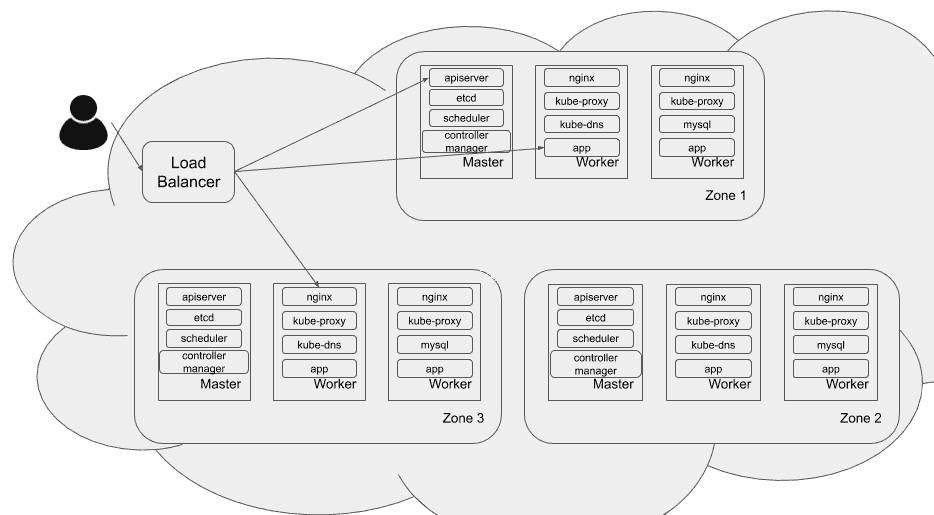 Load
Balancer
apiserver
etcd
scheduler
controller
manager
Master
nginx
kube-proxy
kube-dns
app
Worker
nginx
kube-proxy
mysql
app
Worker
Zone 1
apiserver
etcd
scheduler
controller
manager
Master
nginx
kube-proxy
kube-dns
app
Worker
nginx
kube-proxy
mysql
app
Worker
Zone 3
apiserver
etcd
scheduler
controller
manager
Master
nginx
kube-proxy
kube-dns
app
Worker
nginx
kube-proxy
mysql
app
Worker
Zone 2